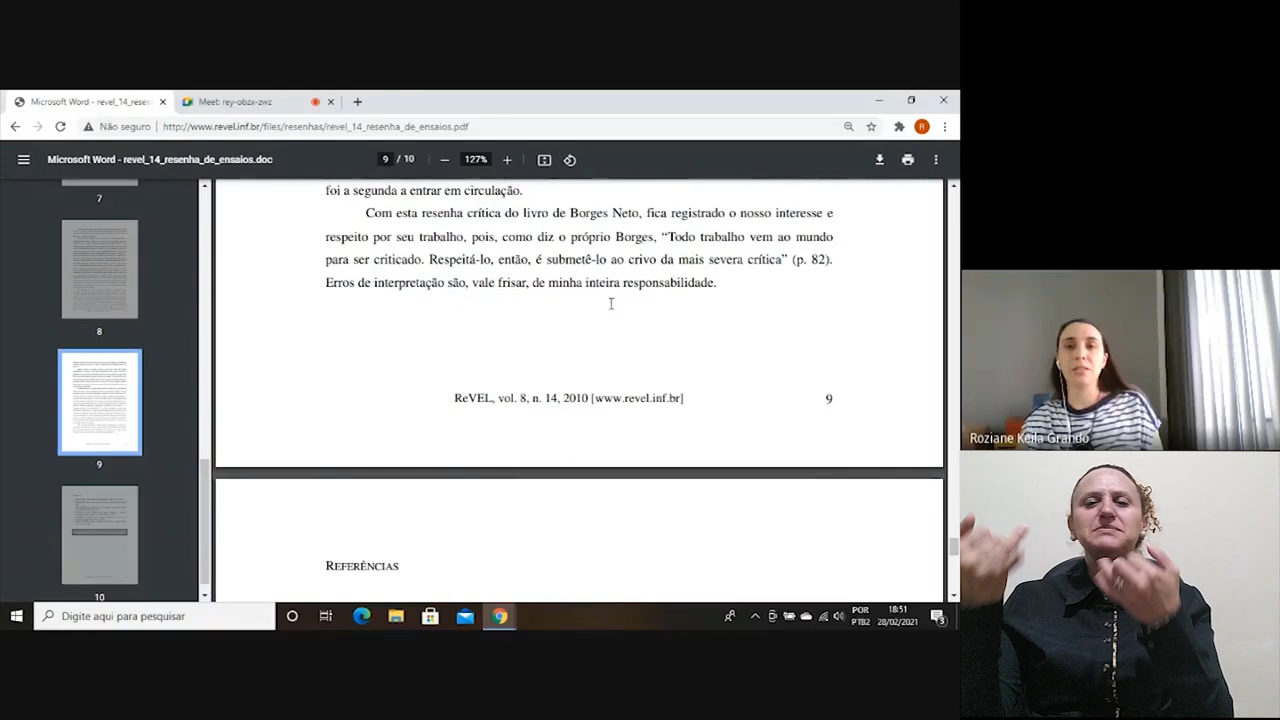 Microsoft Word - revel_14_resen
Meet: rey-obzx-zwz
Não seguro
http://www.revel.inf.br/files/resenhas/revel_14_resenha_de_ensaios.pdf
R
Microsoft Word - revel_14_resenha_de_ensaios.doc
9 / 10
127%
7
8
9
10
foi a segunda a entrar em circulação.
Com esta resenha crítica do livro de Borges Neto, fica registrado o nosso interesse e
respeito por seu trabalho, pois, como diz o próprio Borges, “Todo trabalho vem ao mundo
para ser criticado. Respeitá-lo, então, é submetê-lo ao crivo da mais severa crítica” (p. 82).
Erros de interpretação são, vale frisar, de minha inteira responsabilidade.
ReVEL, vol. 8, n. 14, 2010 [www.revel.inf.br]
9
REFERÊNCIAS
Digite aqui para pesquisar
POR
PTB2
18:51
28/02/2021
3
Roziane Keila Grando